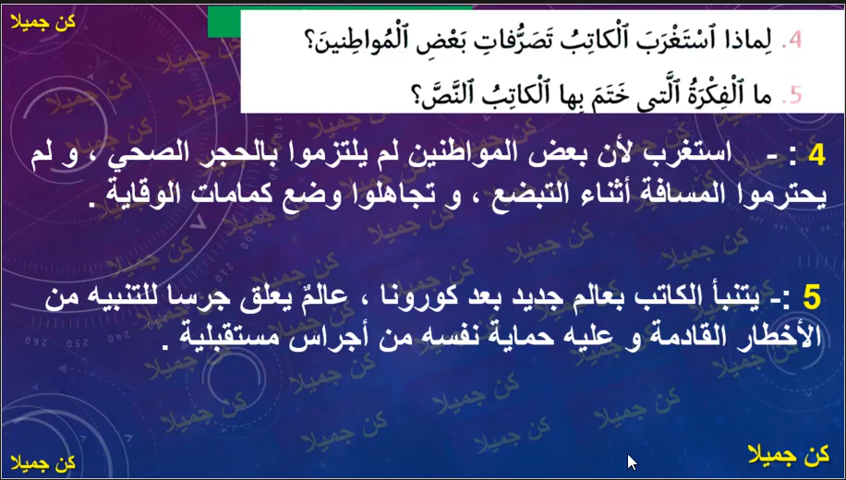 كن جميلا
4. لِماذا ٱسْتَغْرَبَ ٱلْكاتِبُ تَصَرُّفاتِ بَعْضِ ٱلْمُواطِنينَ؟
5. ما ٱلْفِكْرَةُ ٱلَّتي خَتَمَ بِها ٱلْكاتِبُ ٱلنَّصَّ؟
4 : - استغرب لأن بعض المواطنين لم يلتزموا بالحجر الصحي ، و لم
يحترموا المسافة أثناء التبضع ، و تجاهلوا وضع كمامات الوقاية .
5 :- يتنبأ الكاتب بعالم جديد بعد كورونا ، عالمٌ يعلق جرسا للتنبيه من
الأخطار القادمة و عليه حماية نفسه من أجراس مستقبلية .
كن جميلا
كن جميلا